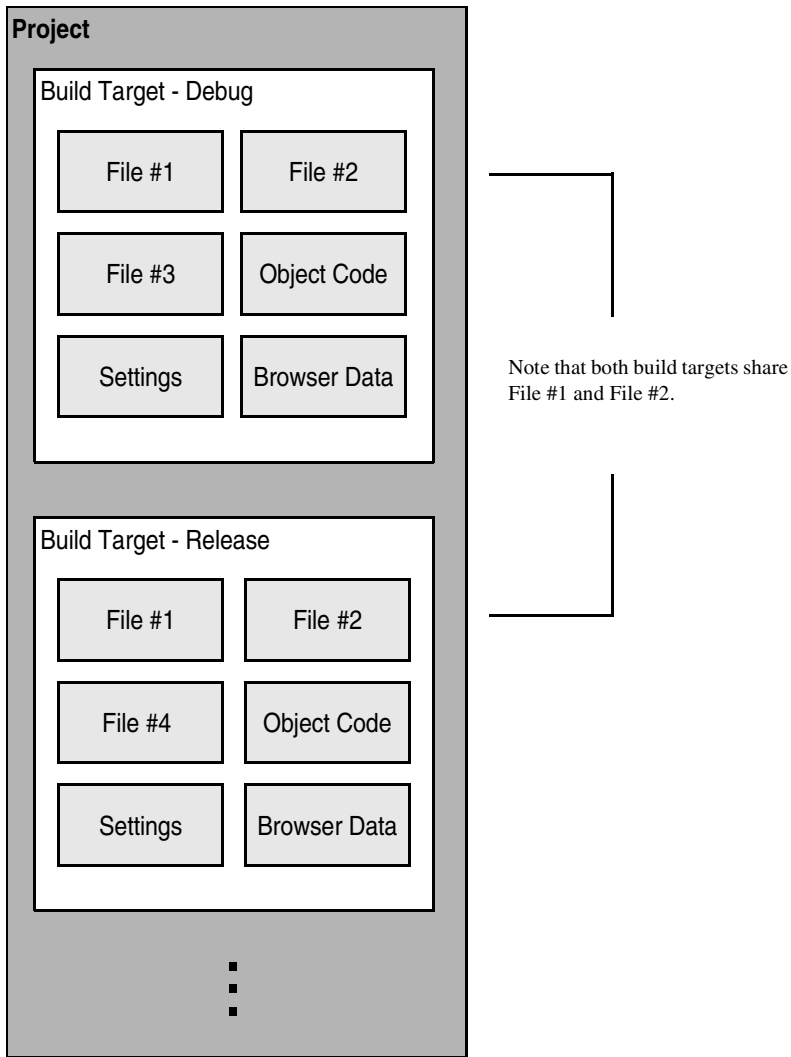 Project
Build Target - Debug
File #1
File #2
File #3
Object Code
Settings
Browser Data
Note that both build targets share
File #1 and File #2.
Build Target - Release
File #1
File #2
File #4
Object Code
Settings
Browser Data